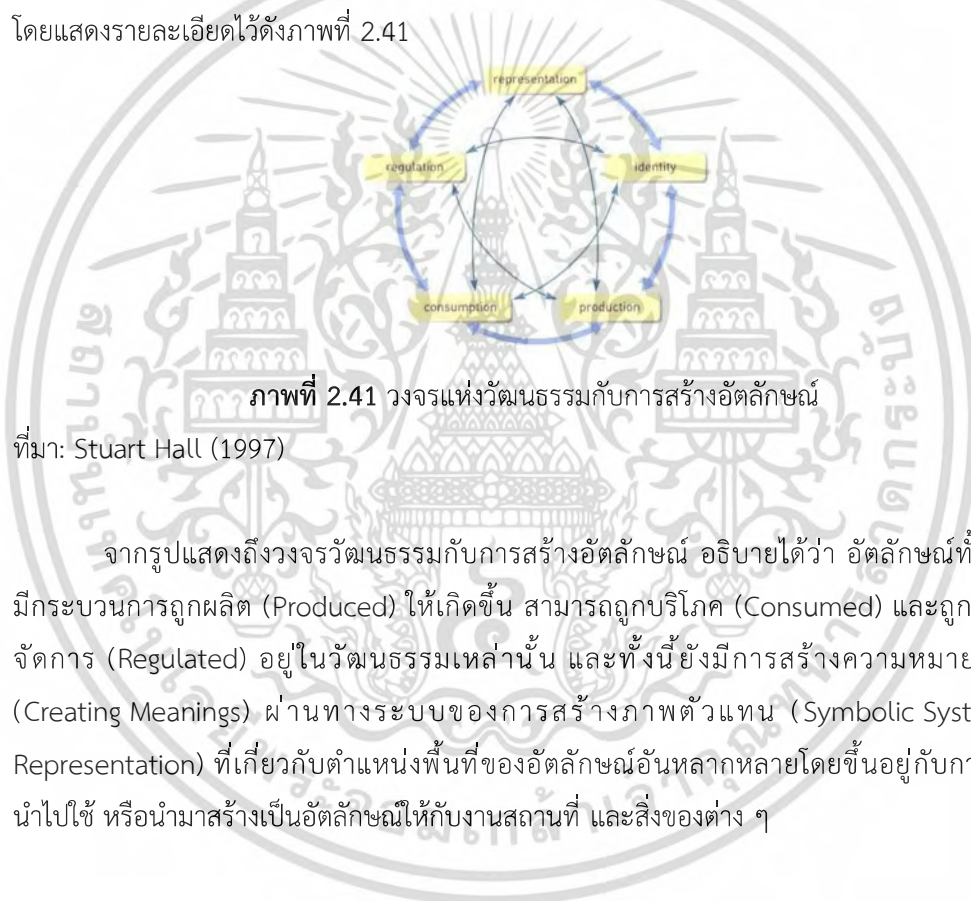 โดยแสดงรายละเอียดไว้ดังภาพที่ 2.41
representation
regulation
identity
consumption
production
ภาพที่ 2.41 วงจรแห่งวัฒนธรรมกับการสร้างอัตลักษณ์
ที่มา: Stuart Hall (1997)
จากรูปแสดงถึงวงจรวัฒนธรรมกับการสร้างอัตลักษณ์ อธิบายได้ว่า อัตลักษณ์ทั้
มีกระบวนการถูกผลิต (Produced) ให้เกิดขึ้น สามารถถูกบริโภค (Consumed) และถูก
จัดการ (Regulated) อยู่ในวัฒนธรรมเหล่านั้น และทั้งนี้ยังมีการสร้างความหมาย
(Creating Meanings) ผ่านทางระบบของการสร้างภาพตัวแทน (Symbolic Syst
Representation) ที่เกี่ยวกับตำแหน่งพื้นที่ของอัตลักษณ์อันหลากหลายโดยขึ้นอยู่กับกา
นำไปใช้ หรือนำมาสร้างเป็นอัตลักษณ์ให้กับงานสถานที่ และสิ่งของต่าง ๆ